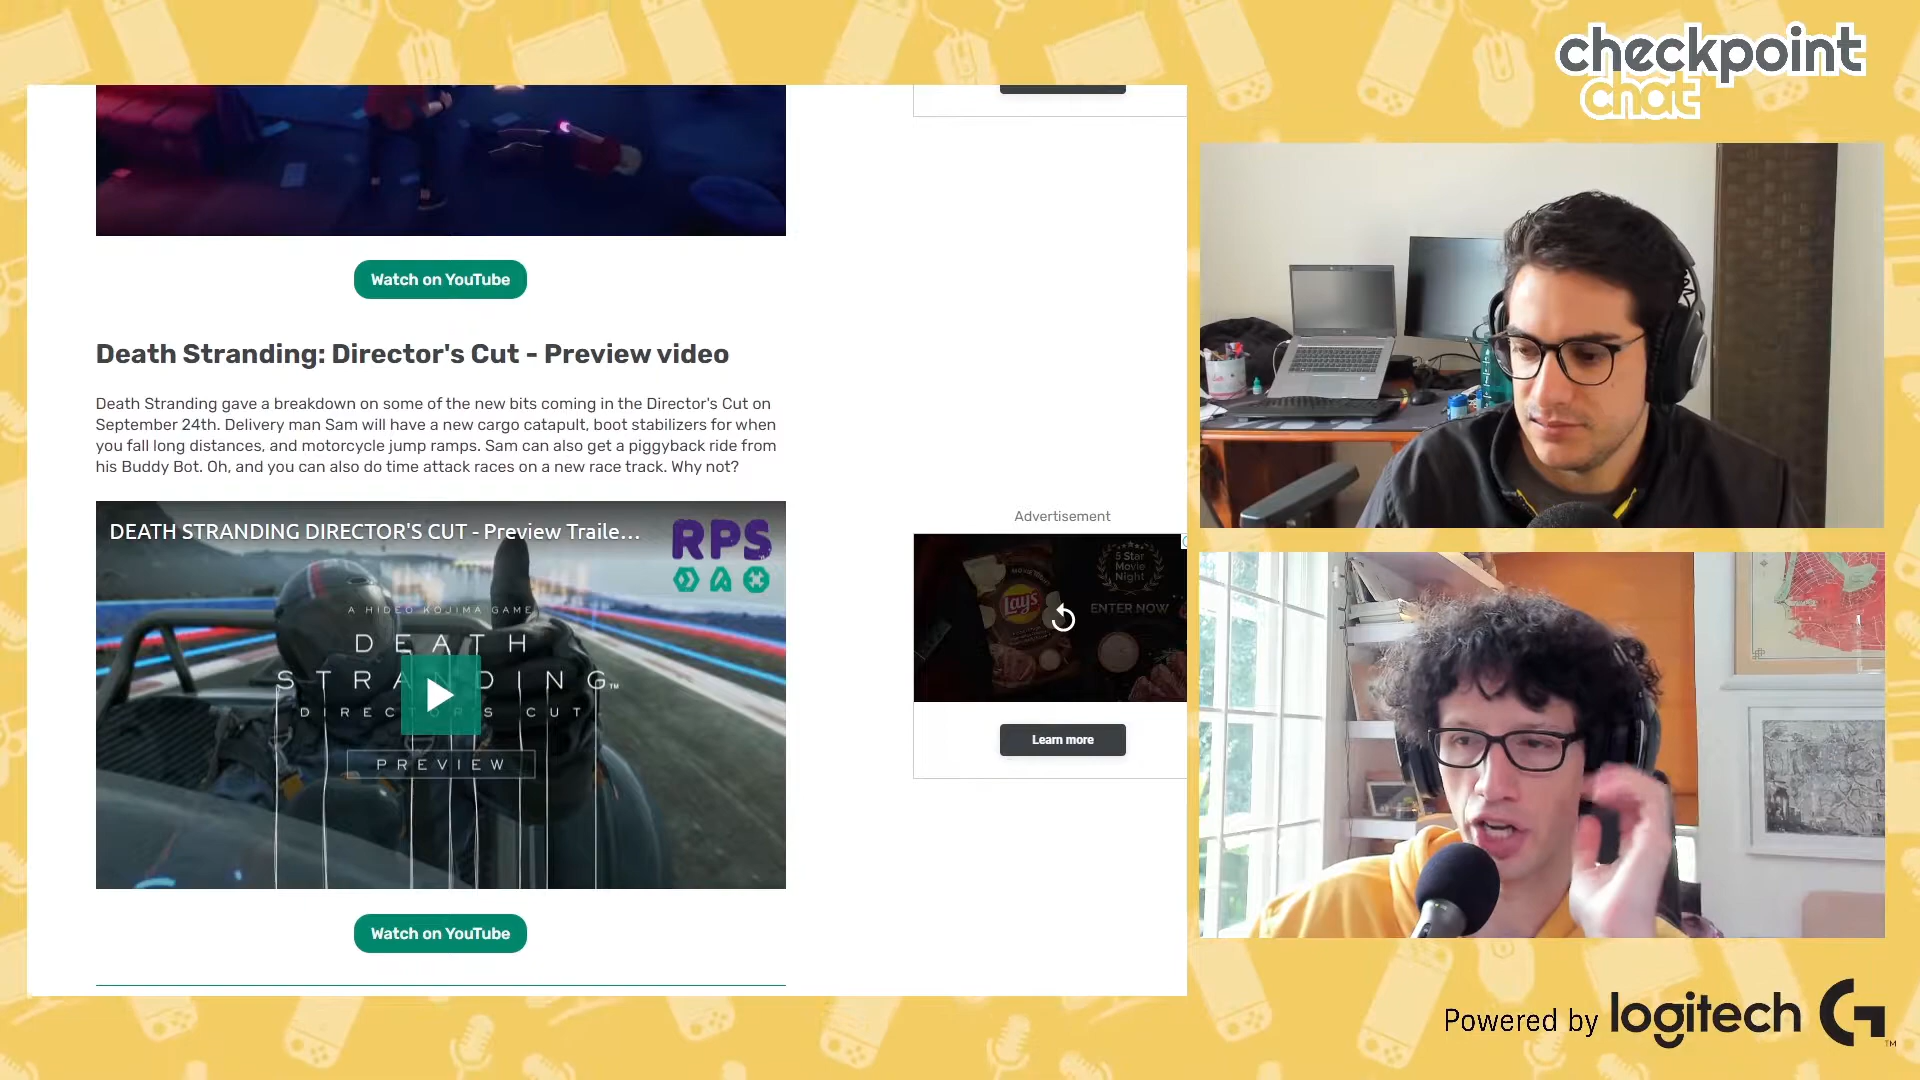 checkpoint
chat
Watch on YouTube
Death Stranding: Director's Cut - Preview video
Death Stranding gave a breakdown on some of the new bits coming in the Director's Cut on
September 24th. Delivery man Sam will have a new cargo catapult, boot stabilizers for when
you fall long distances, and motorcycle jump ramps. Sam can also get a piggyback ride from
his Buddy Bot. Oh, and you can also do time attack races on a new race track. Why not?
DEATH STRANDING DIRECTOR'S CUT - Preview Traile...
RPS
A HIDEO KOJIMA GAME
DEATH
STRANDING™
DIRECTOR'S CUT
PREVIEW
Watch on YouTube
Advertisement
5 Star
Movie
Night
Lay's
ENTER NOW
Learn more
Powered by logitech G™